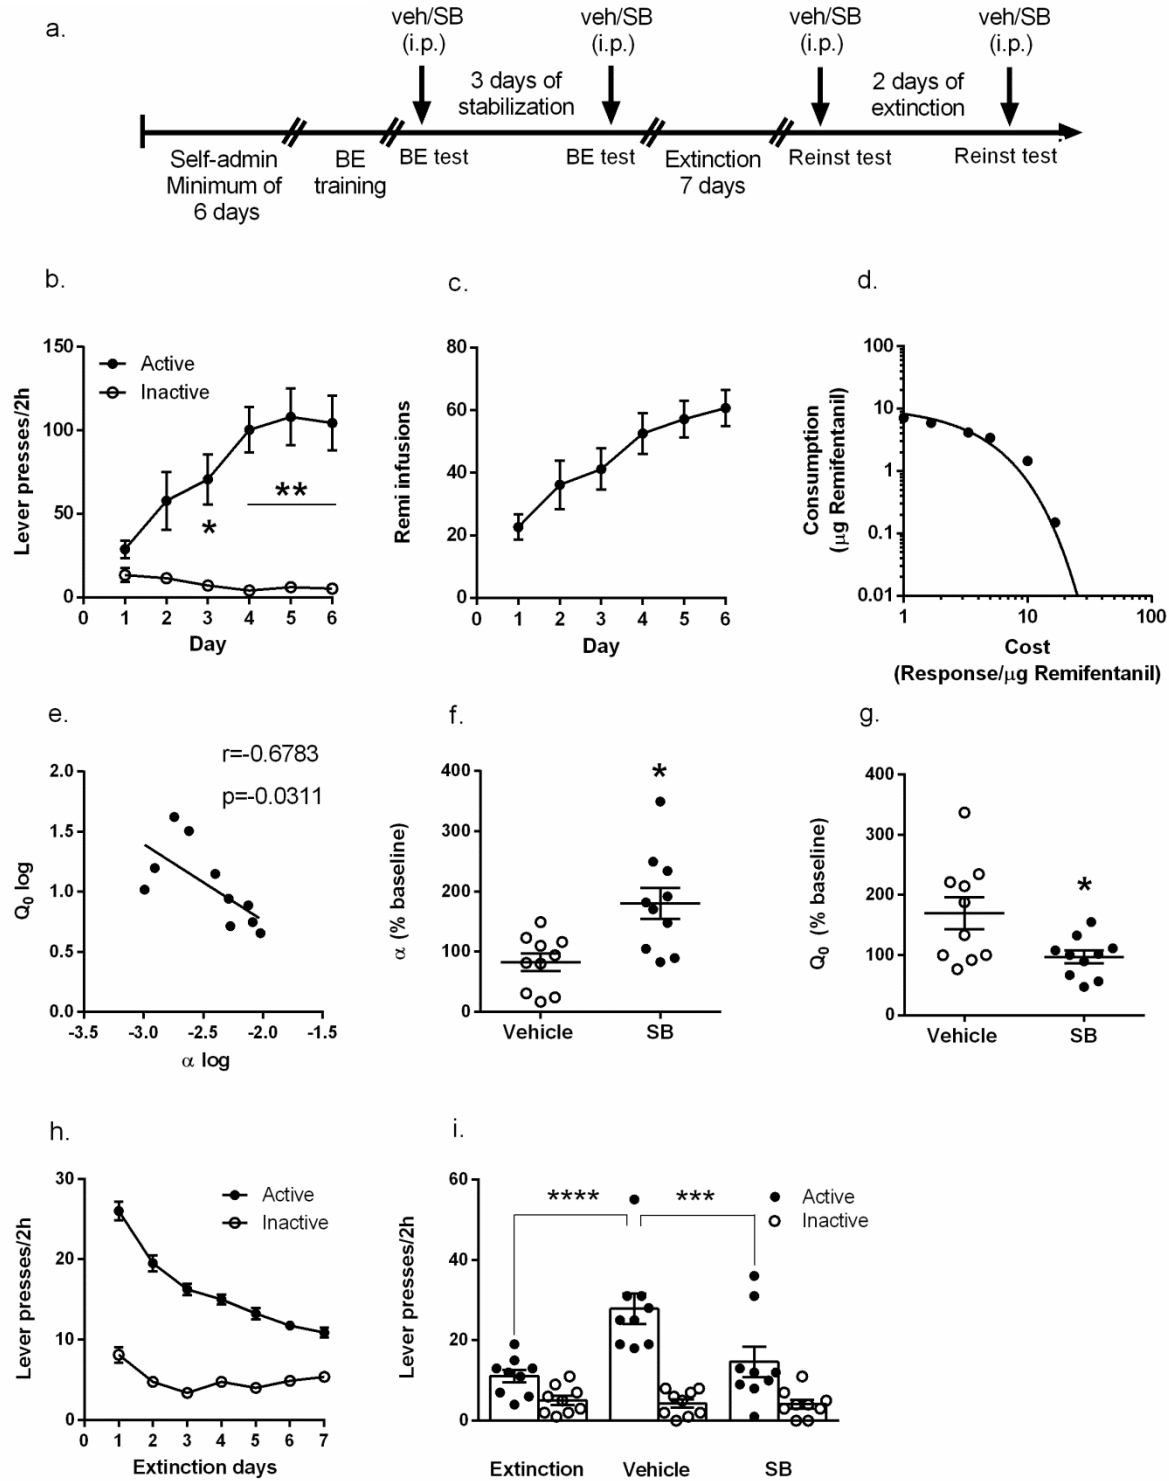 a.
veh/SB
(i.p.)
veh/SB
(i.p.)
veh/SB
(i.p.)
veh/SB
(i.p.)
3 days of
stabilization
2 days of
extinction
Self-admin
Minimum of
6 days
BE
training
BE test
BE test
Extinction
7 days
Reinst test
Reinst test
b.
Lever presses/2h
150
100
50
0
Active
Inactive
*
**
0 1 2 3 4 5 6
Day
c.
Remi infusions
80
60
40
20
0
0 1 2 3 4 5 6
Day
d.
Consumption
(μg Remifentanil)
100
10
1
0.1
0.01
1 10 100
Cost
(Response/μg Remifentanil)
e.
r=-0.6783
p=-0.0311
Q0 log
2.0
1.5
1.0
0.5
0.0
-3.5 -3.0 -2.5 -2.0 -1.5
α log
f.
α (% baseline)
400
300
200
100
0
*
Vehicle SB
g.
Q0 (% baseline)
400
300
200
100
0
*
Vehicle SB
h.
Lever presses/2h
30
20
10
0
Active
Inactive
0 1 2 3 4 5 6 7
Extinction days
i.
Lever presses/2h
60
40
20
0
****
***
Active
Inactive
Extinction Vehicle SB